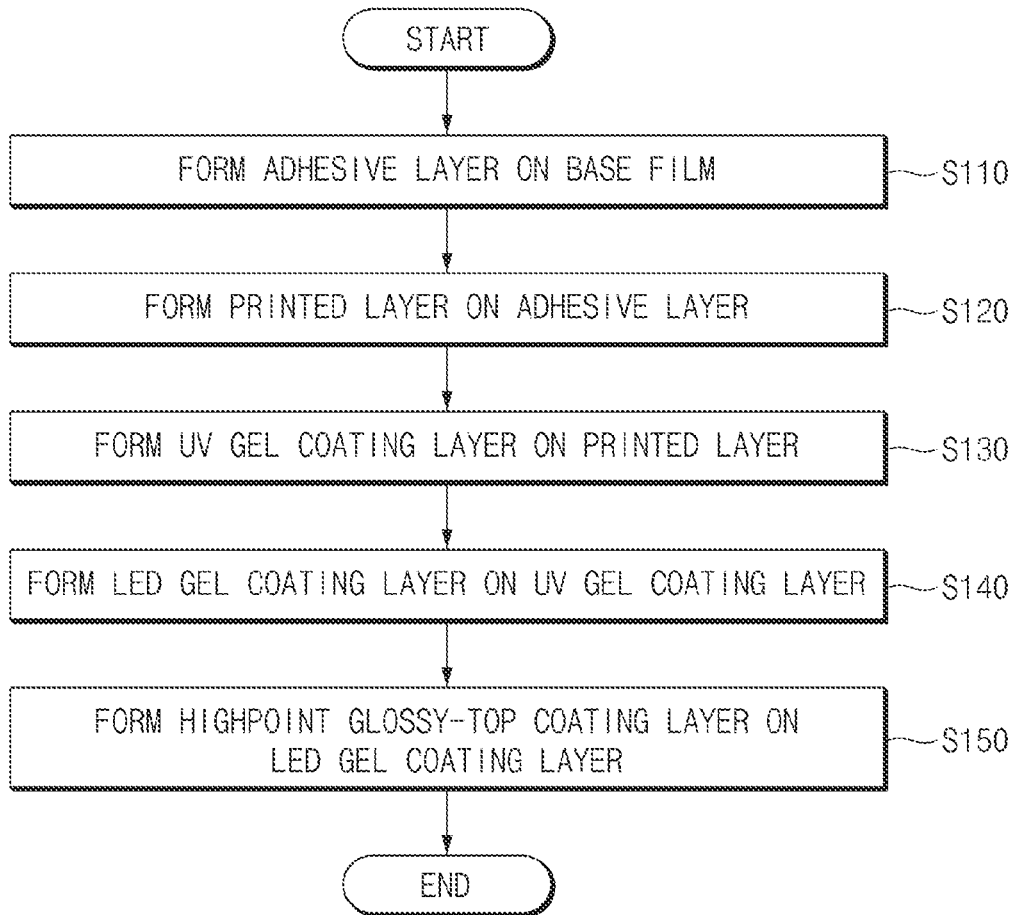 START
FORM ADHESIVE LAYER ON BASE FILM
S110
FORM PRINTED LAYER ON ADHESIVE LAYER
S120
FORM UV GEL COATING LAYER ON PRINTED LAYER
S130
FORM LED GEL COATING LAYER ON UV GEL COATING LAYER
S140
FORM HIGHPOINT GLOSSY-TOP COATING LAYER ON
LED GEL COATING LAYER
S150
END